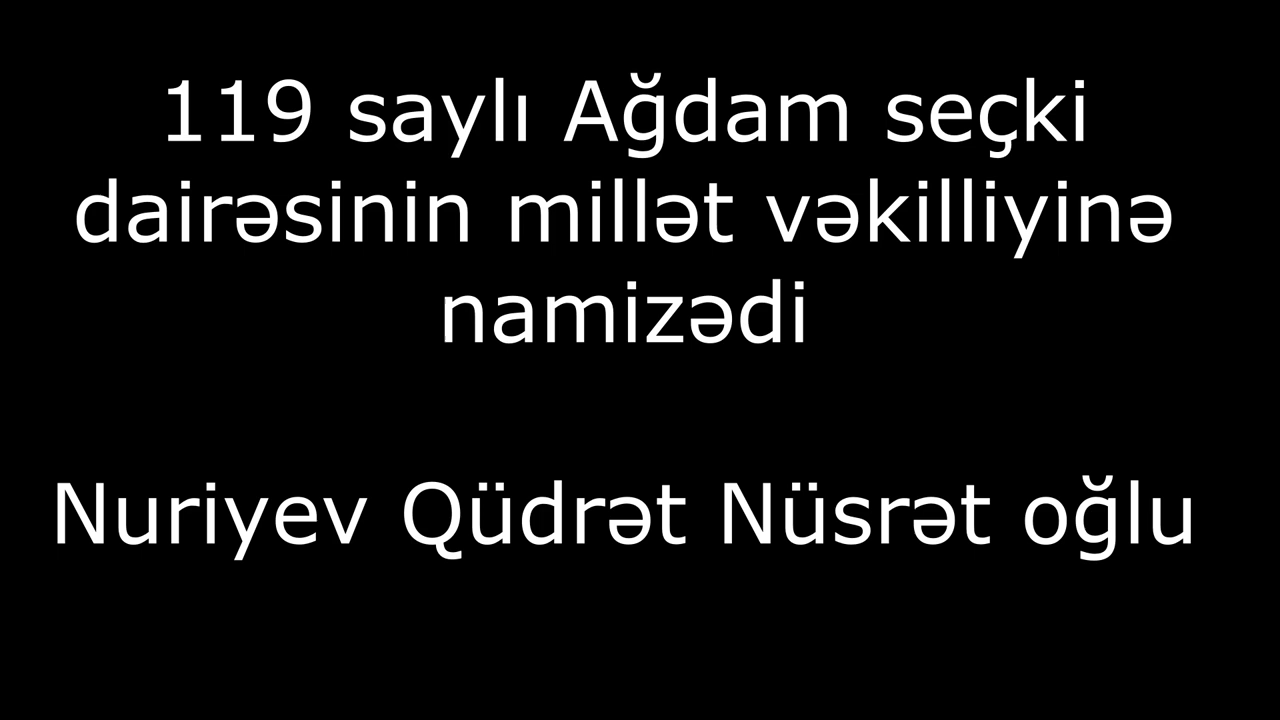 119 saylı Ağdam seçki
dairəsinin millət vəkilliyinə
namizədi
Nuriyev Qüdrət Nüsrət oğlu